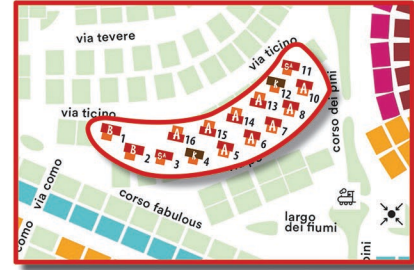 via tevere
via ticino
corso dei pini
via ticino
SA 11
K 12
A 10
A 13
A 8
A 14
A 7
A 15
A 6
A 16
A 5
B 1
B 2
SA 3
K 4
via como
corso fabulous
largo
dei fiumi
como
pini